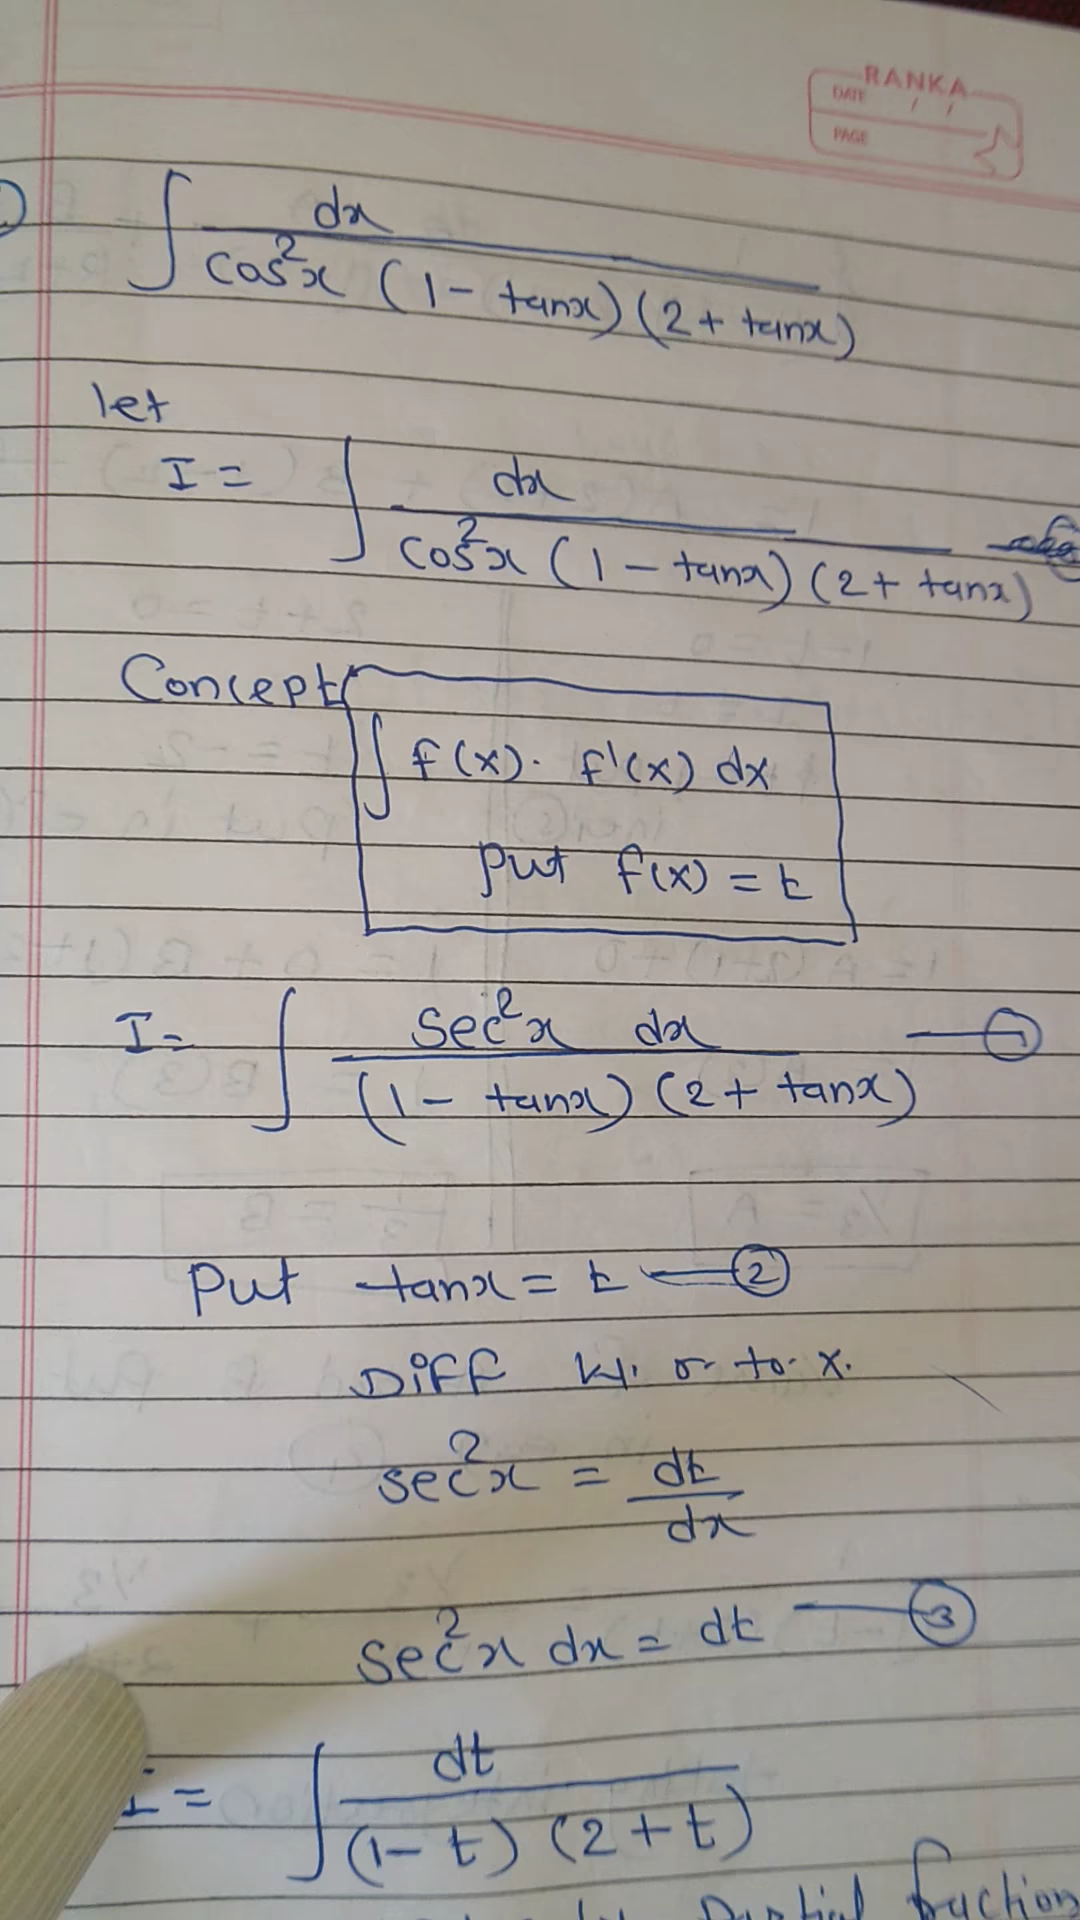 RANKA
DATE / /
PAGE
∫ dx / cos²x (1 - tanx) (2 + tanx)
let
I = ∫ dx / cos²x (1 - tanx) (2 + tanx)
Concept
∫ f(x). f'(x) dx
Put f(x) = t
I = ∫ sec²x dx / (1 - tanx) (2 + tanx) — 1
Put tanx = t — 2
Diff w. r. to. x.
sec²x = dt / dx
sec²x dx = dt — 3
I = ∫ dt / (1 - t) (2 + t)
Partial fraction